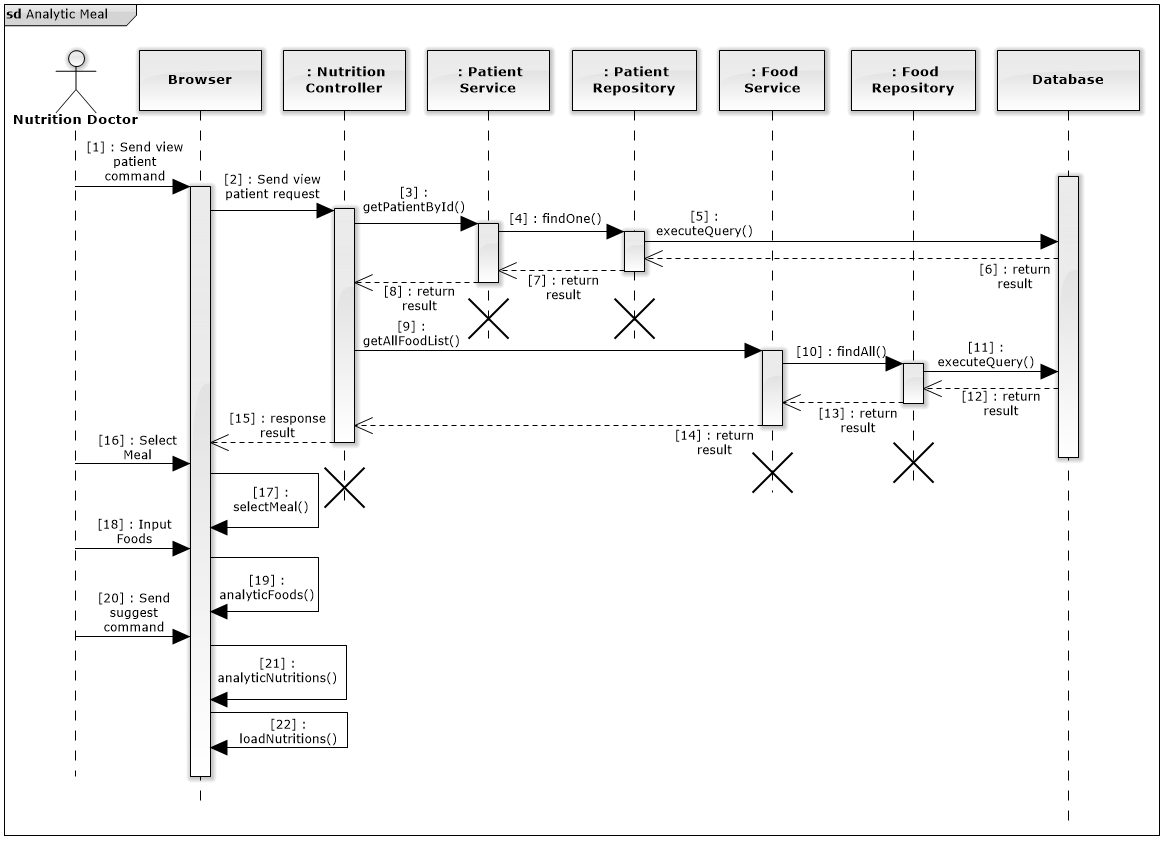 sd Analytic Meal
Nutrition Doctor
Browser
: Nutrition
Controller
: Patient
Service
: Patient
Repository
: Food
Service
: Food
Repository
Database
[1] : Send view
patient
command
[2] : Send view
patient request
[3] :
getPatientById()
[4] : findOne()
[5] :
executeQuery()
[6] : return
result
[7] : return
result
[8] : return
result
[9] :
getAllFoodList()
[10] : findAll()
[11] :
executeQuery()
[12] : return
result
[13] : return
result
[14] : return
result
[15] : response
result
[16] : Select
Meal
[17] :
selectMeal()
[18] : Input
Foods
[19] :
analyticFoods()
[20] : Send
suggest
command
[21] :
analyticNutritions()
[22] :
loadNutritions()